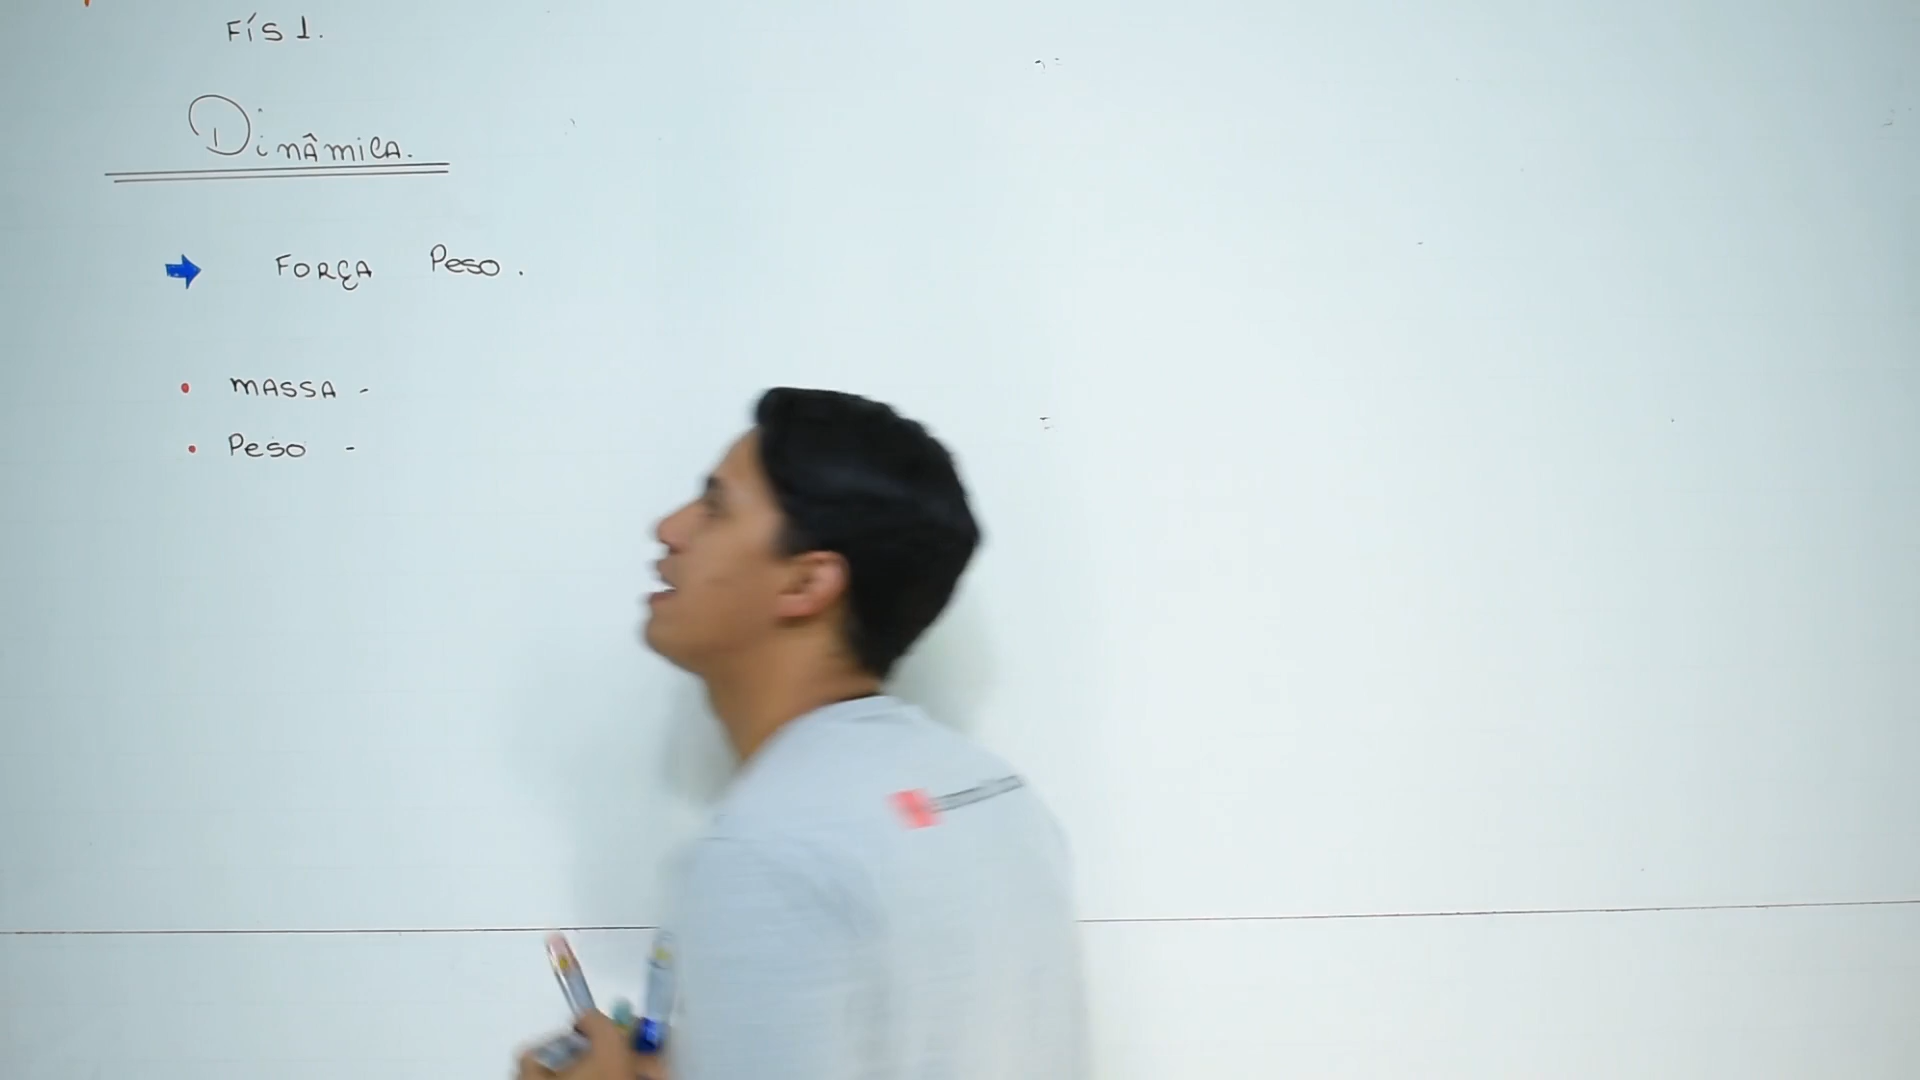 FÍS 1.
Dinâmica.
FORÇA Peso.
MASSA -
Peso -